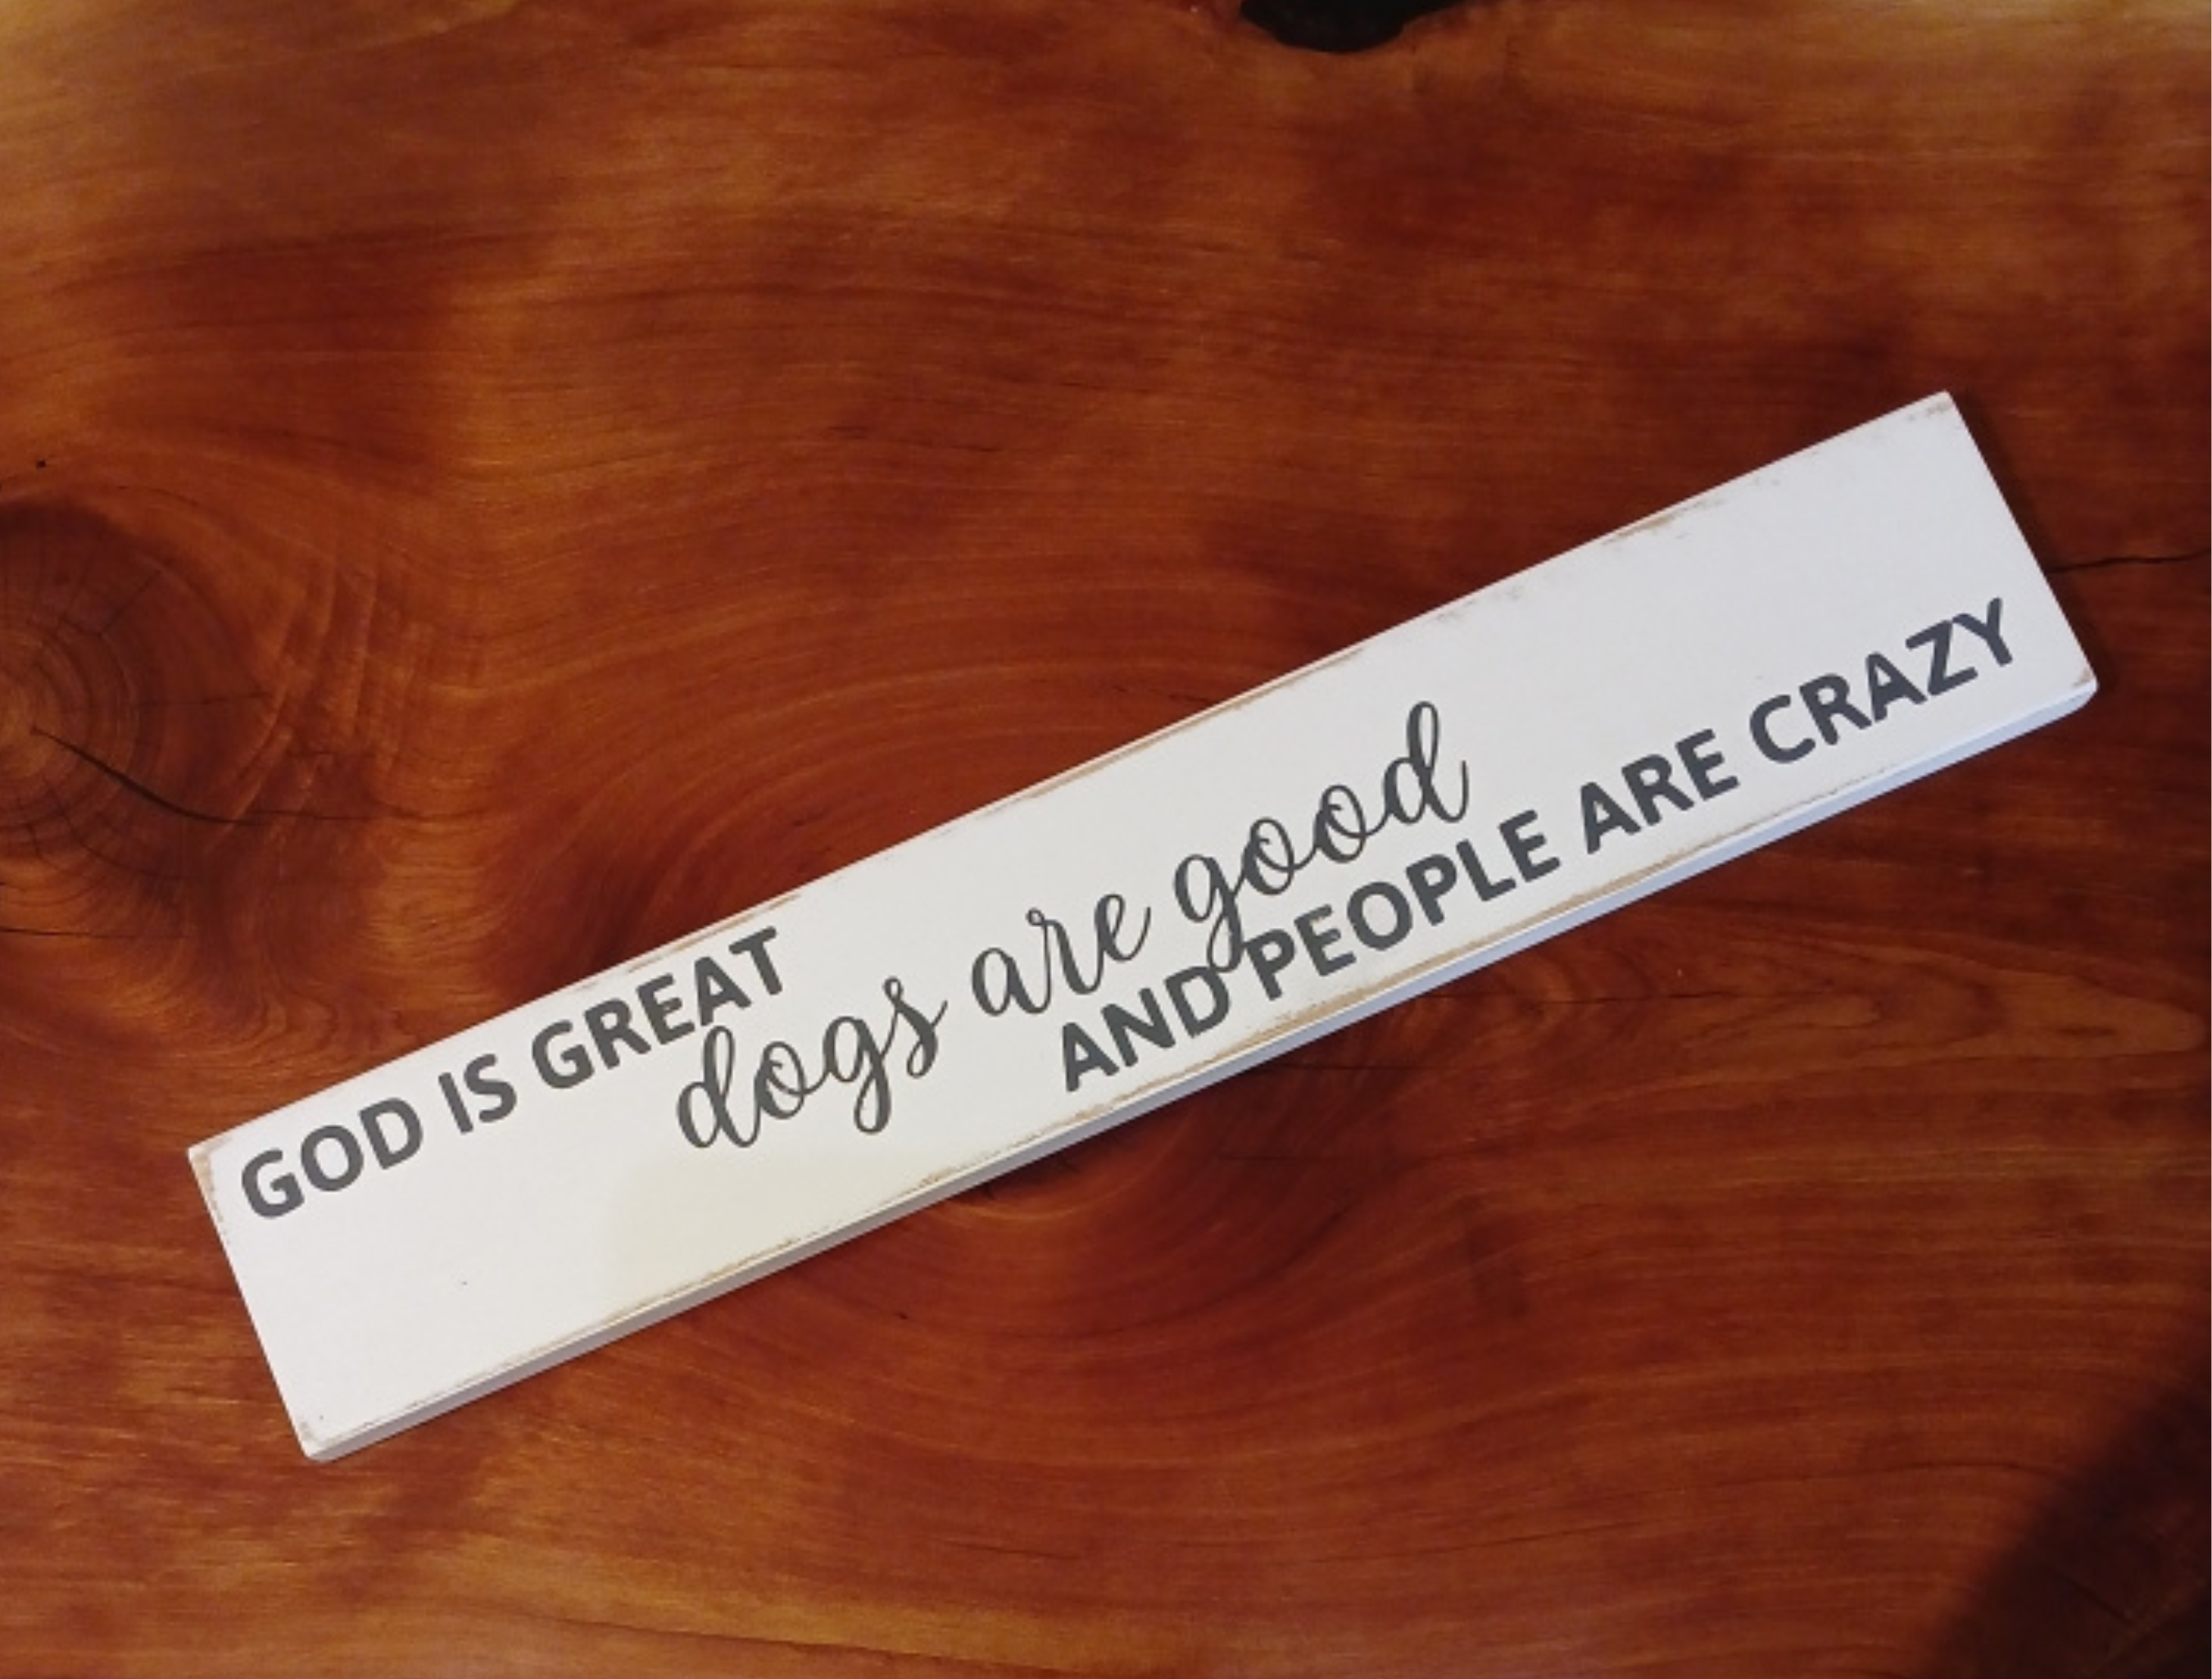 GOD IS GREAT
dogs are good
AND PEOPLE ARE CRAZY